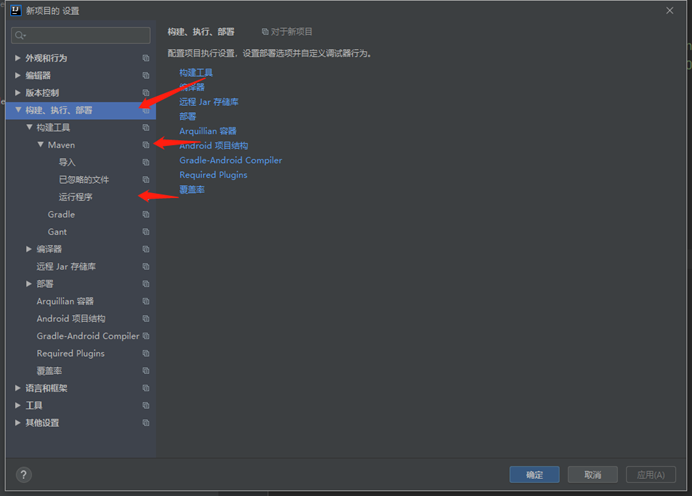 新项目的 设置
外观和行为
编辑器
版本控制
构建、执行、部署
构建工具
Maven
导入
已忽略的文件
运行程序
Gradle
Gant
编译器
远程 Jar 存储库
部署
Arquillian 容器
Android 项目结构
Gradle-Android Compiler
Required Plugins
覆盖率
语言和框架
工具
其他设置
构建、执行、部署 对于新项目
配置项目执行设置，设置部署选项并自定义调试器行为。
构建工具
编译器
远程 Jar 存储库
部署
Arquillian 容器
Android 项目结构
Gradle-Android Compiler
Required Plugins
覆盖率
?
确定 取消 应用(A)